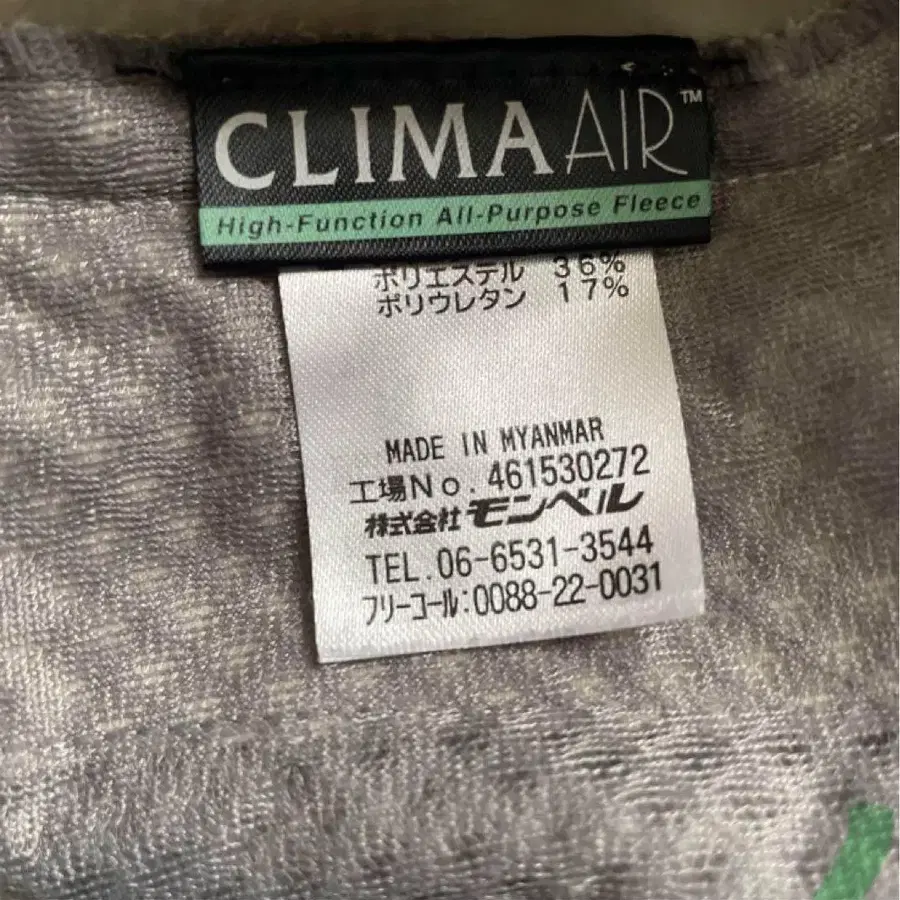 CLIMAAIR™
High-Function All-Purpose Fleece
ポリエステル 36%
ポリウレタン 17%
MADE IN MYANMAR
工場No. 461530272
株式会社 モンベル
TEL.06-6531-3544
フリーコール:0088-22-0031